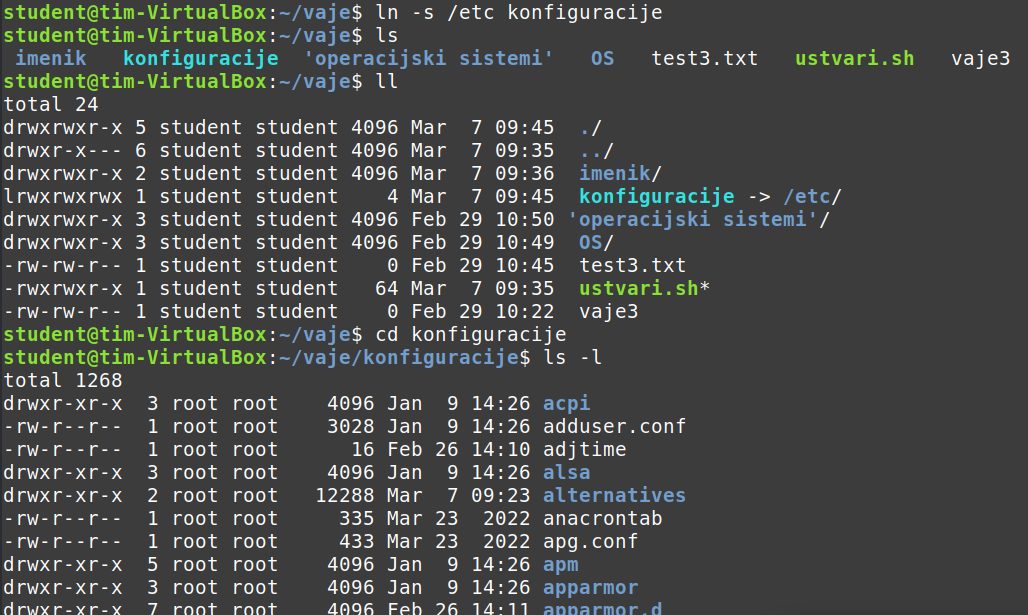 student@tim-VirtualBox:~/vaje$ ln -s /etc konfiguracije
student@tim-VirtualBox:~/vaje$ ls
 imenik   konfiguracije  'operacijski sistemi'   OS   test3.txt   ustvari.sh   vaje3
student@tim-VirtualBox:~/vaje$ ll
total 24
drwxrwxr-x 5 student student 4096 Mar  7 09:45  ./
drwxr-x--- 6 student student 4096 Mar  7 09:35  ../
drwxrwxr-x 2 student student 4096 Mar  7 09:36  imenik/
lrwxrwxrwx 1 student student    4 Mar  7 09:45  konfiguracije -> /etc/
drwxrwxr-x 3 student student 4096 Feb 29 10:50 'operacijski sistemi'/
drwxrwxr-x 3 student student 4096 Feb 29 10:49  OS/
-rw-rw-r-- 1 student student    0 Feb 29 10:45  test3.txt
-rwxrwxr-x 1 student student   64 Mar  7 09:35  ustvari.sh*
-rw-rw-r-- 1 student student    0 Feb 29 10:22  vaje3
student@tim-VirtualBox:~/vaje$ cd konfiguracije
student@tim-VirtualBox:~/vaje/konfiguracije$ ls -l
total 1268
drwxr-xr-x  3 root root    4096 Jan  9 14:26 acpi
-rw-r--r--  1 root root    3028 Jan  9 14:26 adduser.conf
-rw-r--r--  1 root root      16 Feb 26 14:10 adjtime
drwxr-xr-x  3 root root    4096 Jan  9 14:26 alsa
drwxr-xr-x  2 root root   12288 Mar  7 09:23 alternatives
-rw-r--r--  1 root root     335 Mar 23  2022 anacrontab
-rw-r--r--  1 root root     433 Mar 23  2022 apg.conf
drwxr-xr-x  5 root root    4096 Jan  9 14:26 apm
drwxr-xr-x  3 root root    4096 Jan  9 14:26 apparmor
drwxr-xr-x  7 root root    4096 Feb 26 14:11 apparmor.d